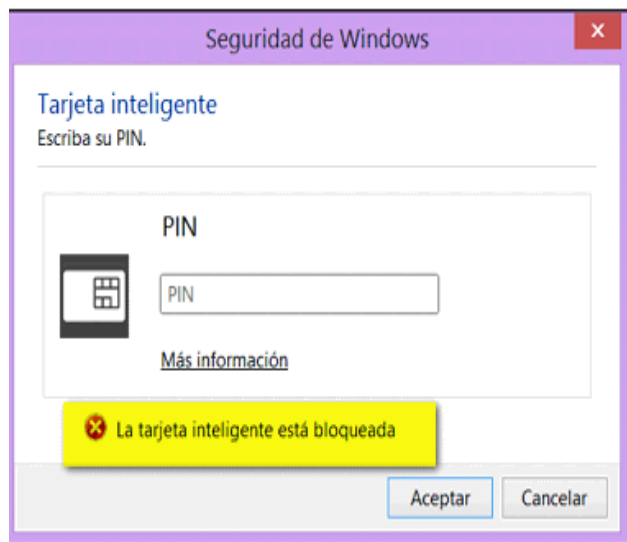 Seguridad de Windows
x
Tarjeta inteligente
Escriba su PIN.
PIN
PIN
Más información
La tarjeta inteligente está bloqueada
Aceptar
Cancelar